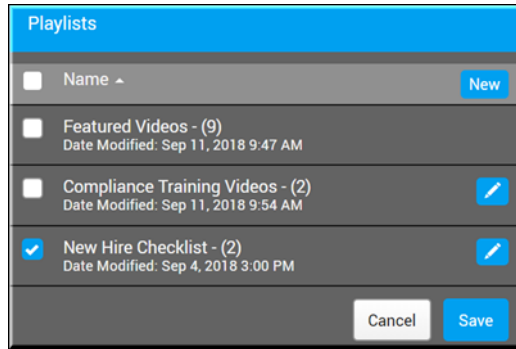 Playlists
Name
New
Featured Videos - (9)
Date Modified: Sep 11, 2018 9:47 AM
Compliance Training Videos - (2)
Date Modified: Sep 11, 2018 9:54 AM
New Hire Checklist - (2)
Date Modified: Sep 4, 2018 3:00 PM
Cancel
Save